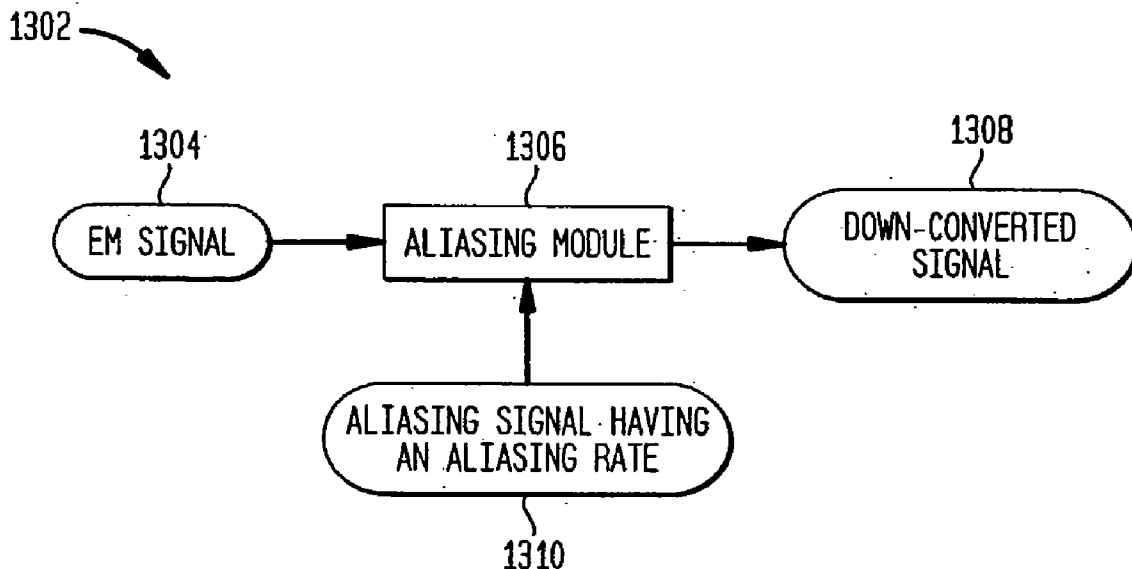 1302
1304
1306
1308
EM SIGNAL
ALIASING MODULE
DOWN-CONVERTED
SIGNAL
ALIASING SIGNAL HAVING
AN ALIASING RATE
1310